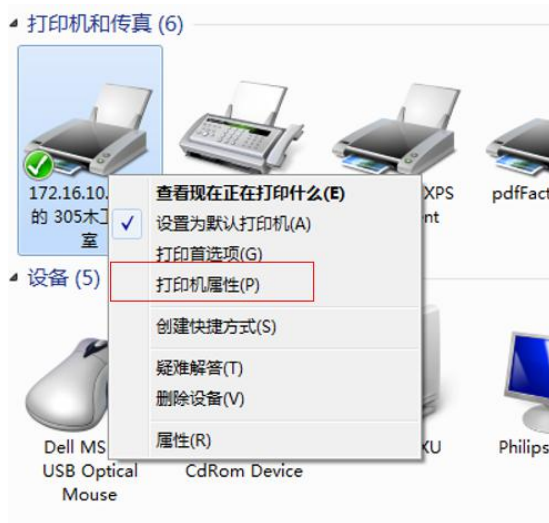 打印机和传真 (6)
172.16.10.
的 305木工
室
XPS
nt
pdfFact
查看现在正在打印什么(E)
设置为默认打印机(A)
打印首选项(G)
打印机属性(P)
创建快捷方式(S)
疑难解答(T)
删除设备(V)
属性(R)
设备 (5)
Dell MS
USB Optical
Mouse
CdRom Device
XU
Philips